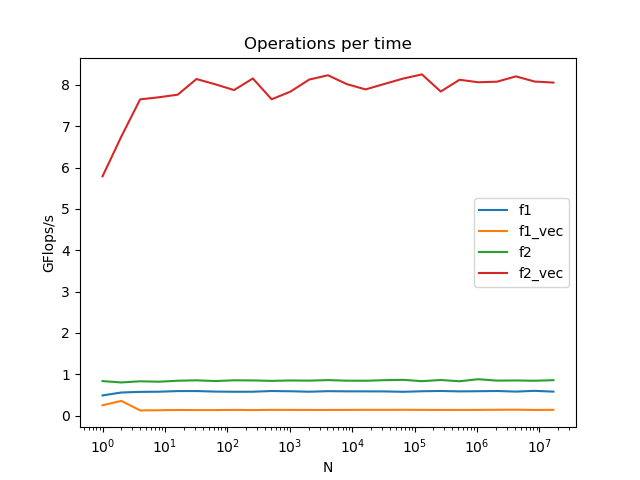 Operations per time
GFlops/s
8
7
6
5
4
3
2
1
0
f1
f1_vec
f2
f2_vec
10⁰ 10¹ 10² 10³ 10⁴ 10⁵ 10⁶ 10⁷
N